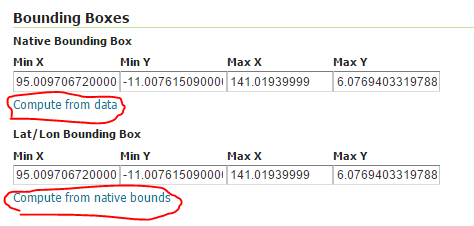 Bounding Boxes
Native Bounding Box
Min X Min Y Max X Max Y
95.009706720000 -11.00761509000 141.01939999 6.0769403319788
Compute from data
Lat/Lon Bounding Box
Min X Min Y Max X Max Y
95.009706720000 -11.00761509000 141.01939999 6.0769403319788
Compute from native bounds